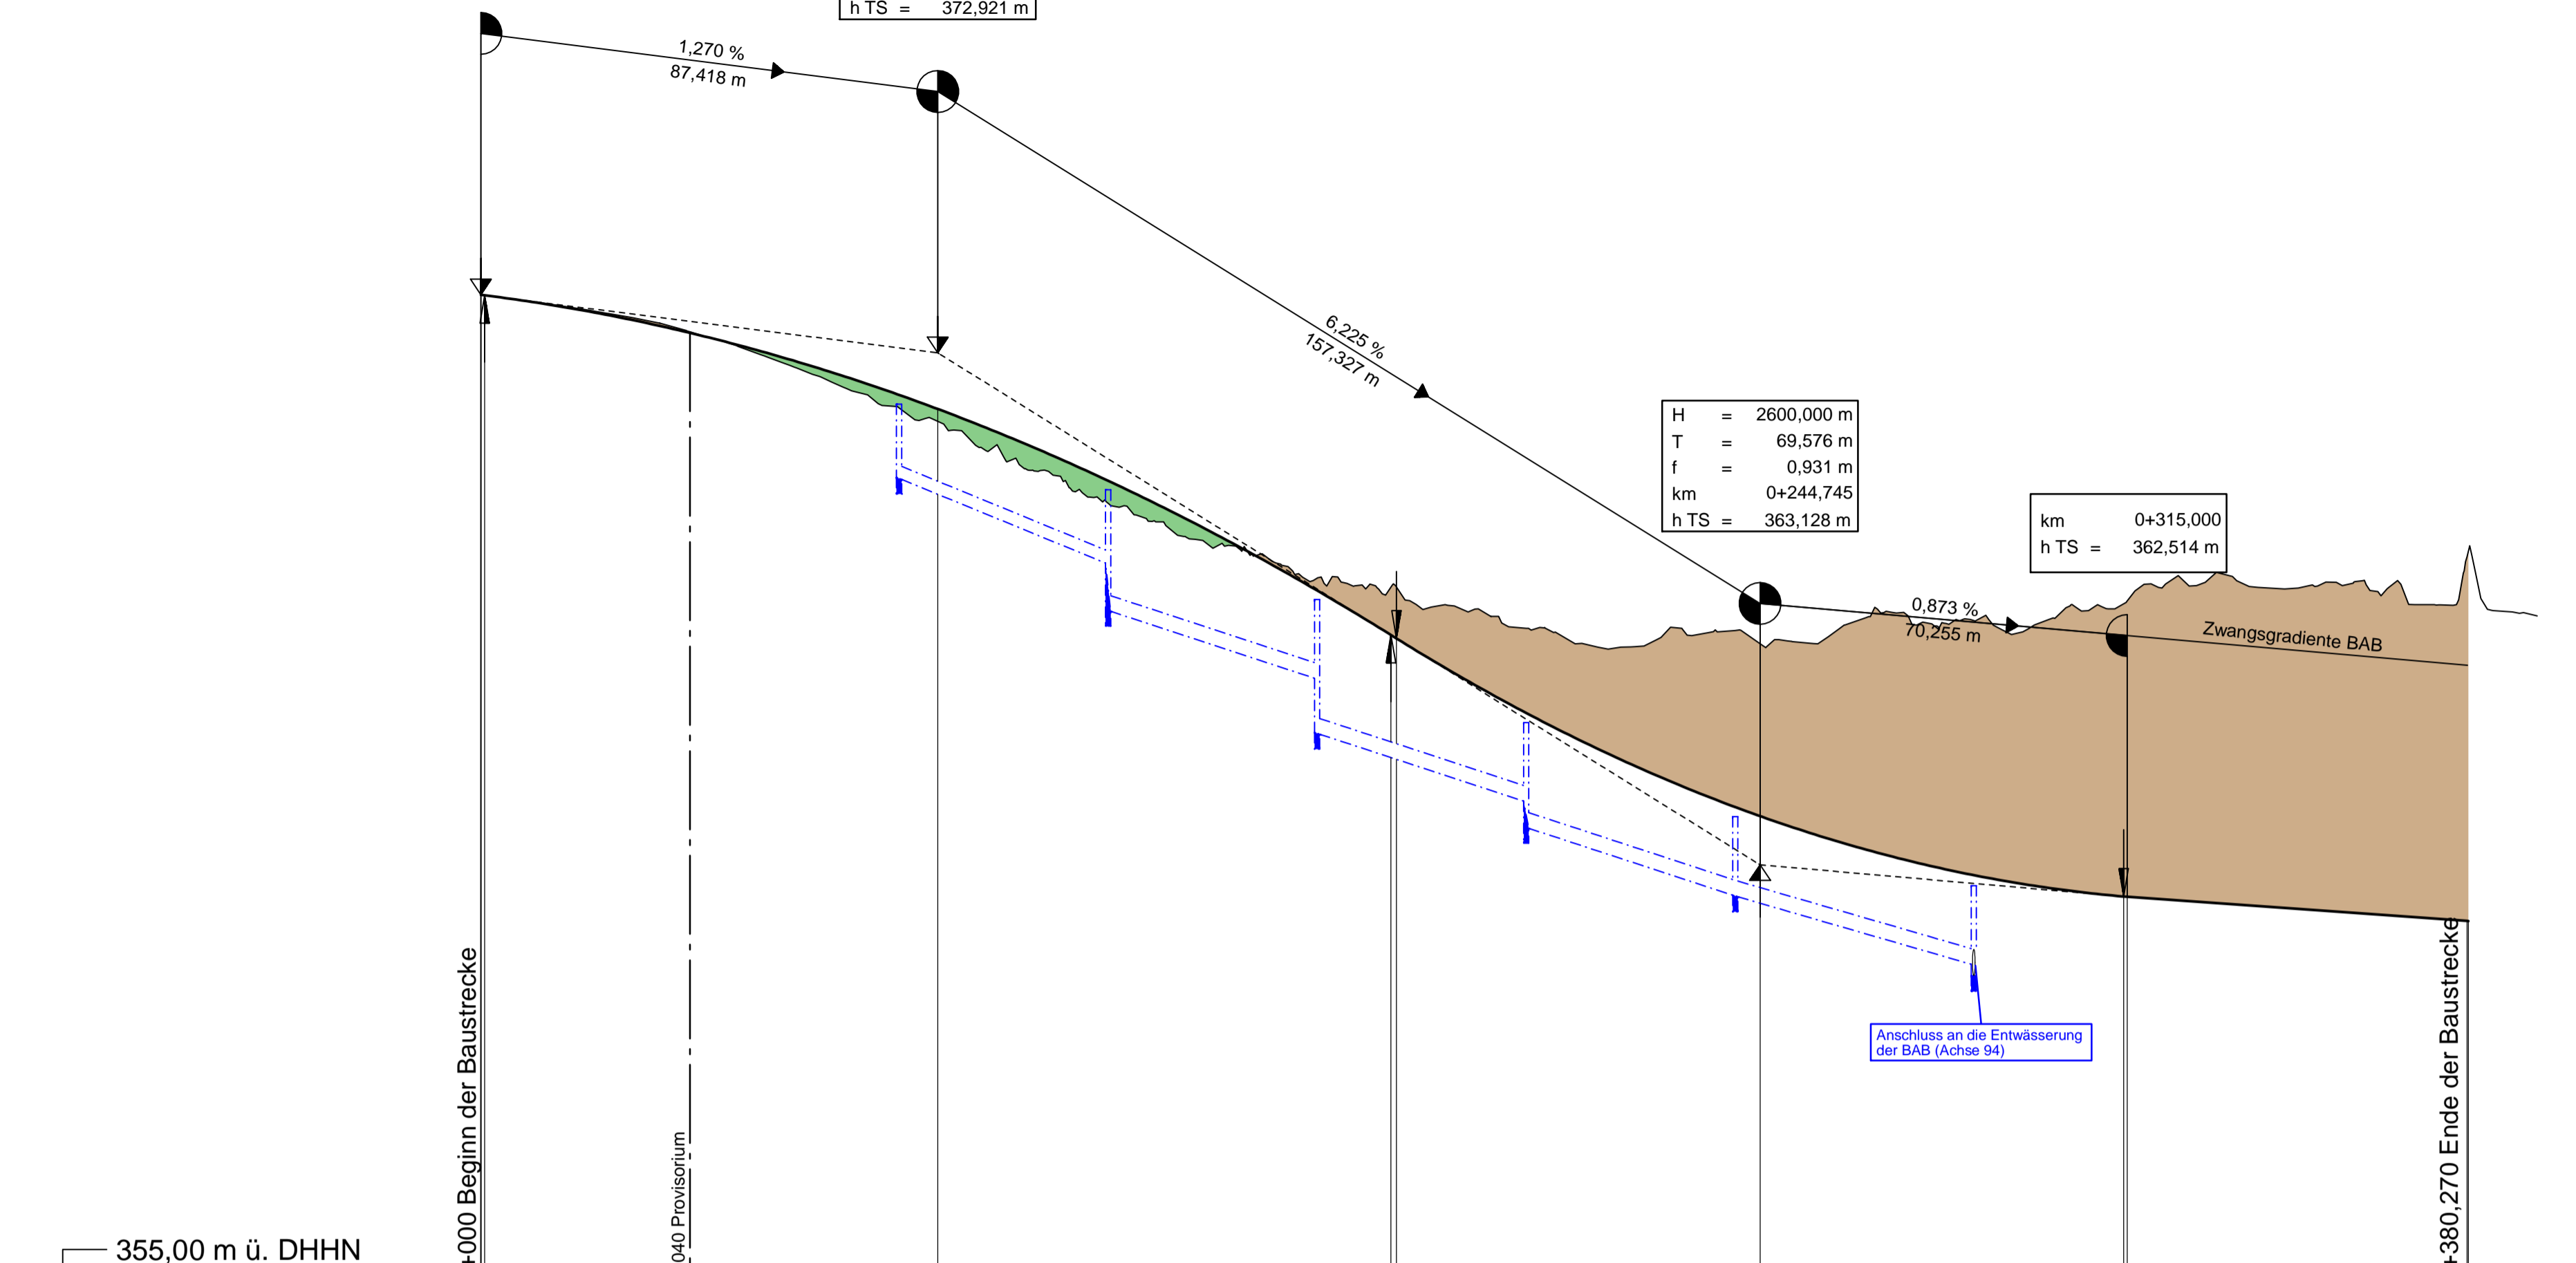 h TS = 372,921 m
1,270 %
87,418 m
6,225 %
157,327 m
H = 2600,000 m
T = 69,576 m
f = 0,931 m
km 0+244,745
h TS = 363,128 m
km 0+315,000
h TS = 362,514 m
0,873 %
70,255 m
Zwangsgradiente BAB
Anschluss an die Entwässerung
der BAB (Achse 94)
+000 Beginn der Baustrecke
040 Provisorium
+380,270 Ende der Baustrecke
355,00 m ü. DHHN